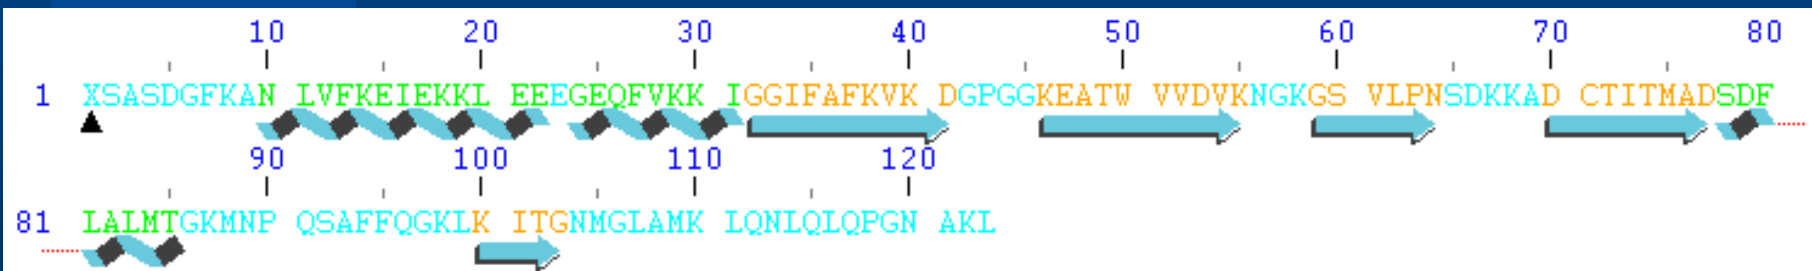 10 20 30 40 50 60 70 80
1 XSASDGFKAN LVFKEIEKKL EEEGEQFVKK IGGIFAFKVK DGPGGKEATW VVDVKNGKGS VLPNSDKKAD CTITMADSDF
90 100 110 120
81 LALMTGKMNP QSAFFQGKLK ITGNMGLAMK LQNLQLQPGN AKL